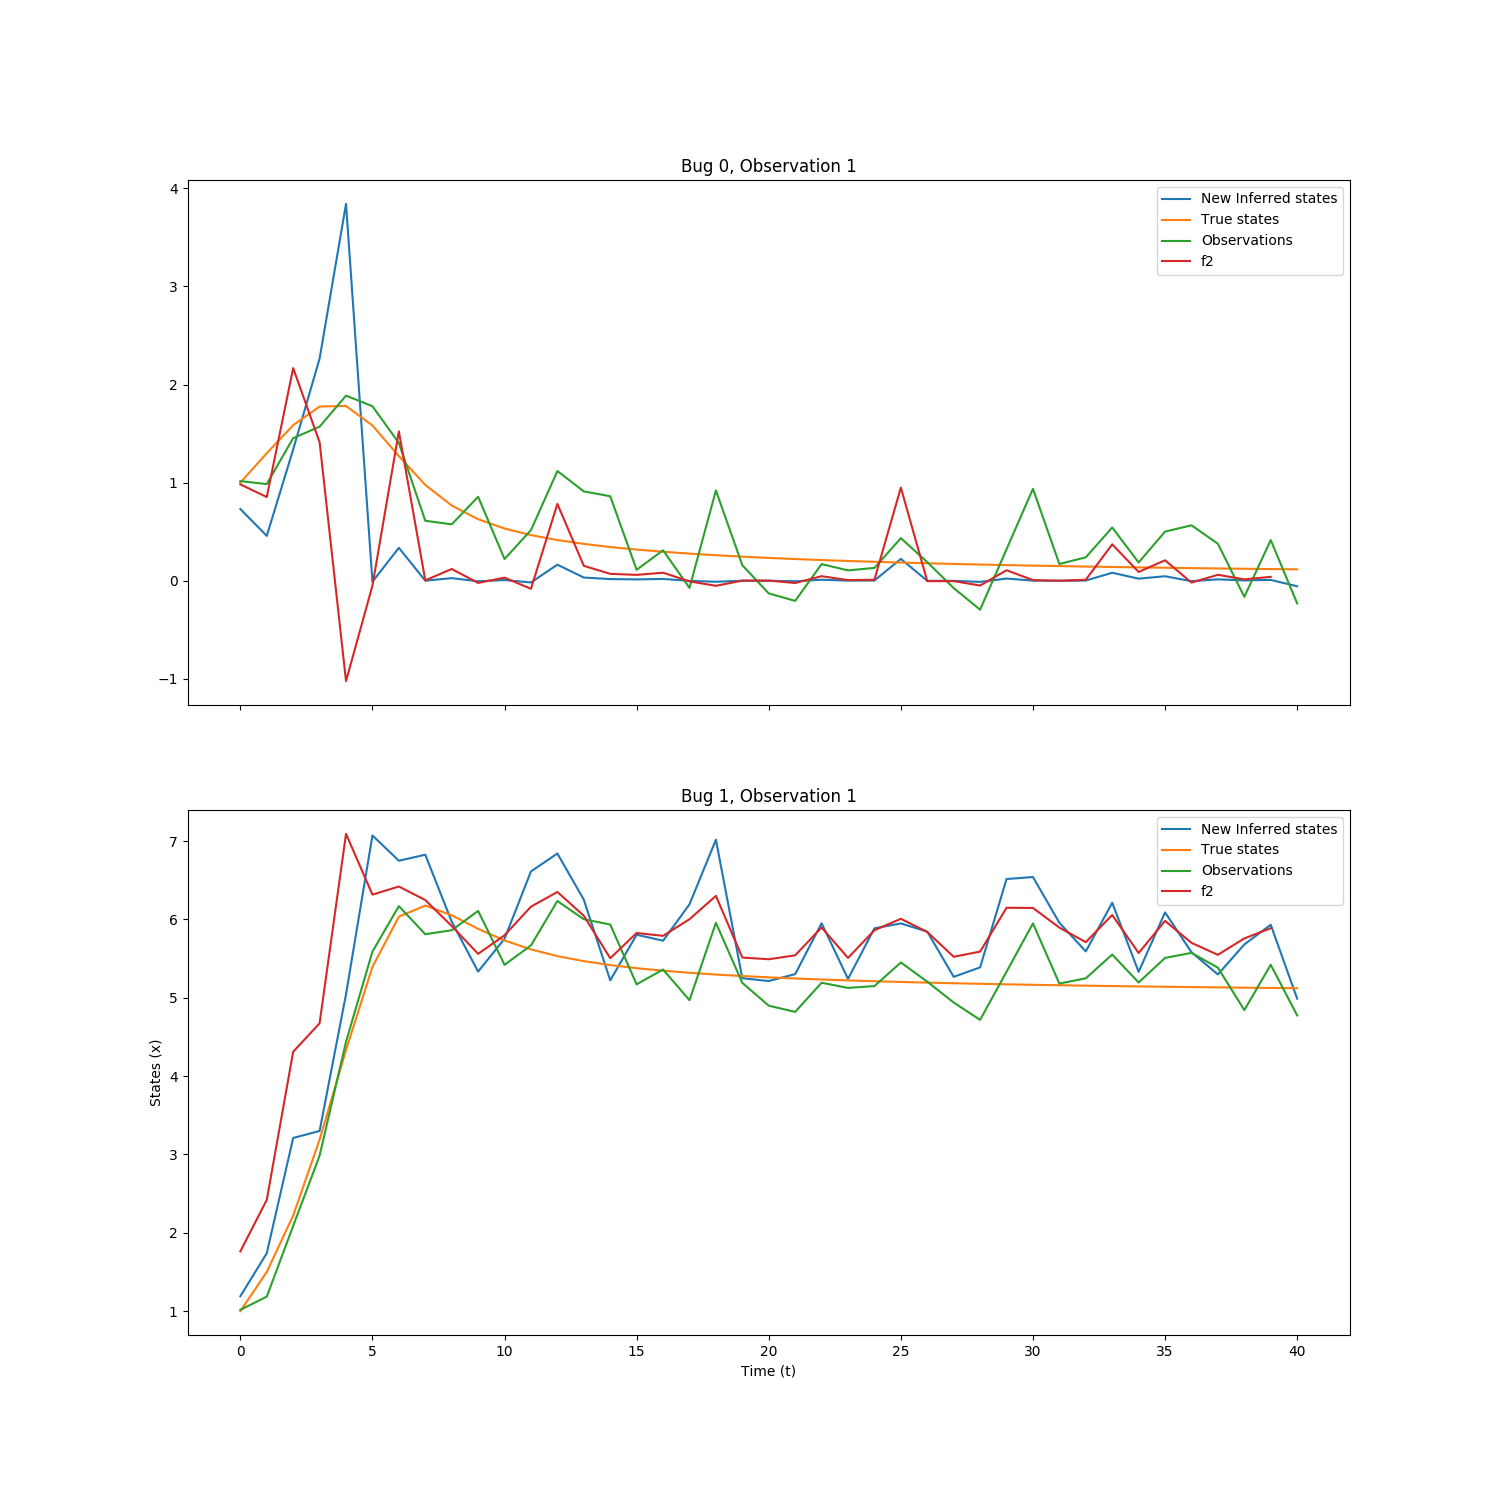 Bug 0, Observation 1
4
3
2
1
0
−1
New Inferred states
True states
Observations
f2
Bug 1, Observation 1
7
6
5
4
3
2
1
States (x)
New Inferred states
True states
Observations
f2
0 5 10 15 20 25 30 35 40
Time (t)